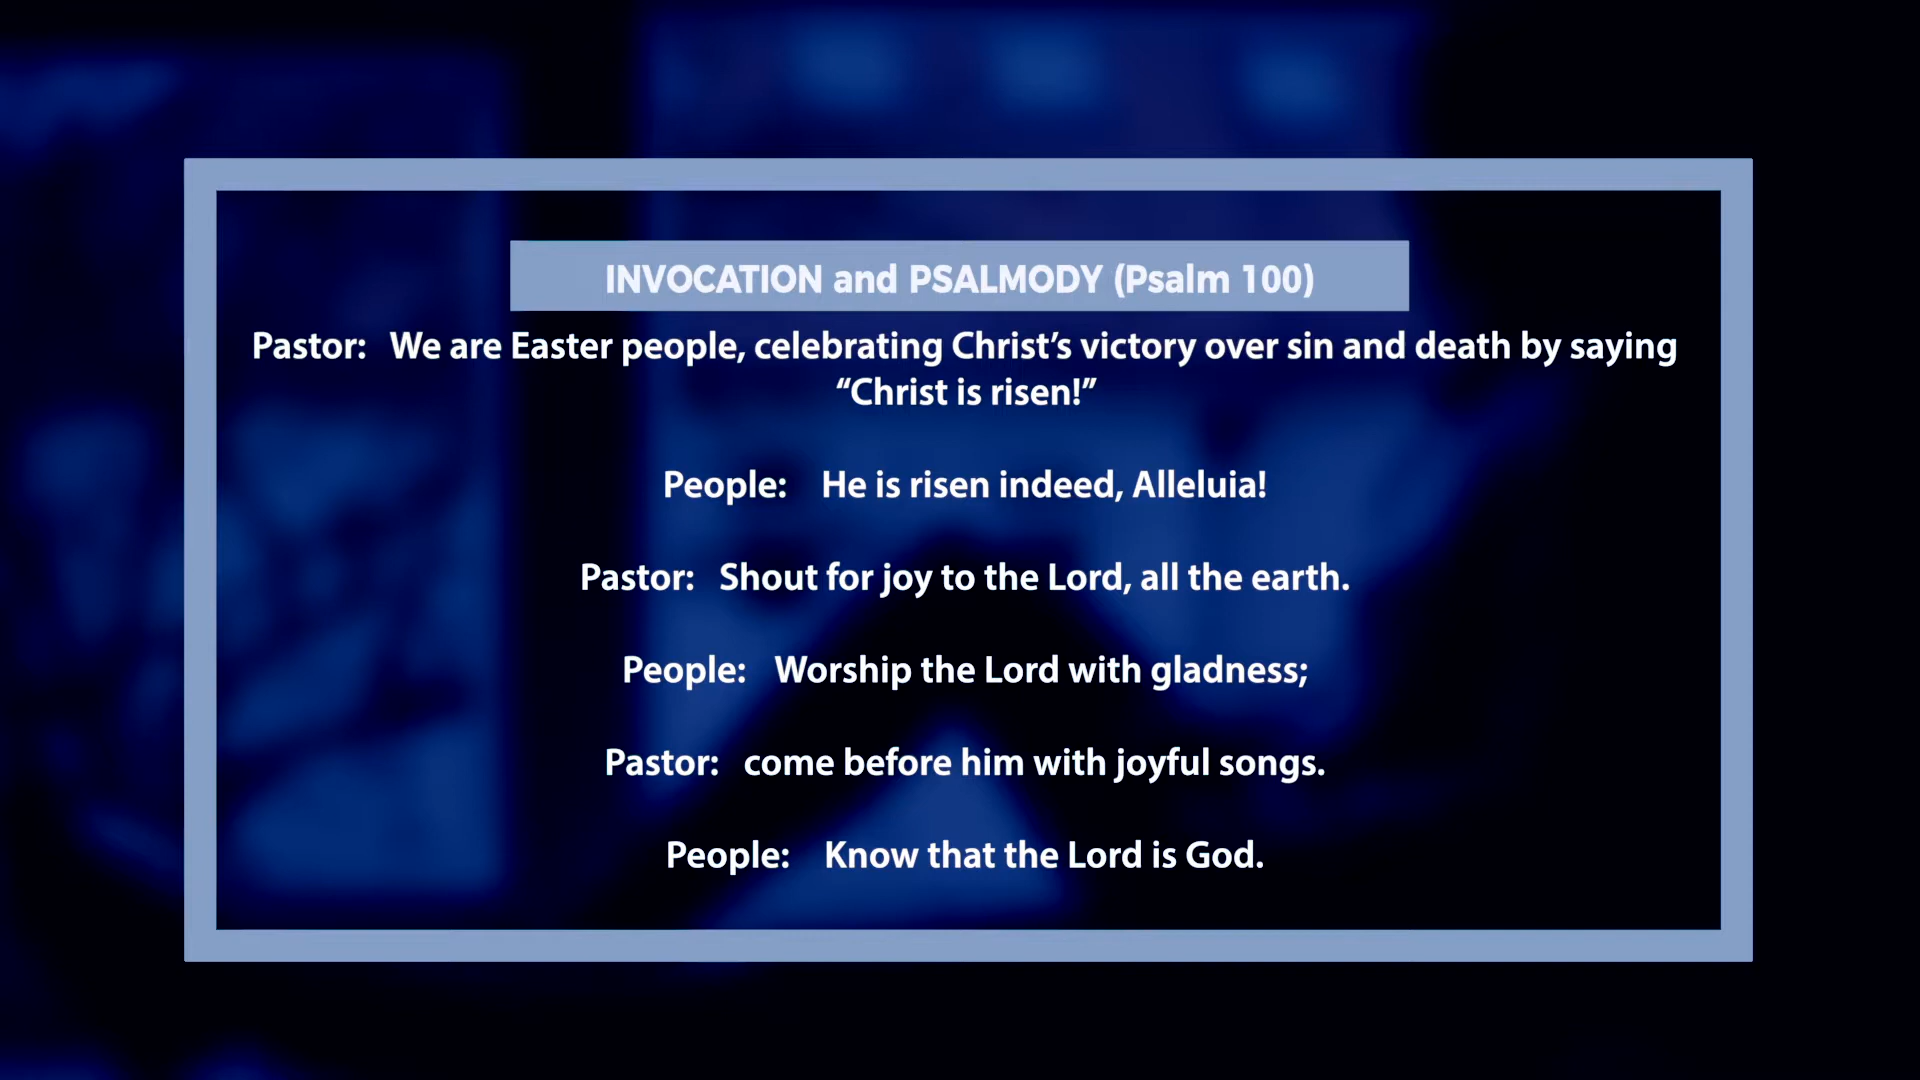 INVOCATION and PSALMODY (Psalm 100)
Pastor: We are Easter people, celebrating Christ’s victory over sin and death by saying
“Christ is risen!”
People: He is risen indeed, Alleluia!
Pastor: Shout for joy to the Lord, all the earth.
People: Worship the Lord with gladness;
Pastor: come before him with joyful songs.
People: Know that the Lord is God.